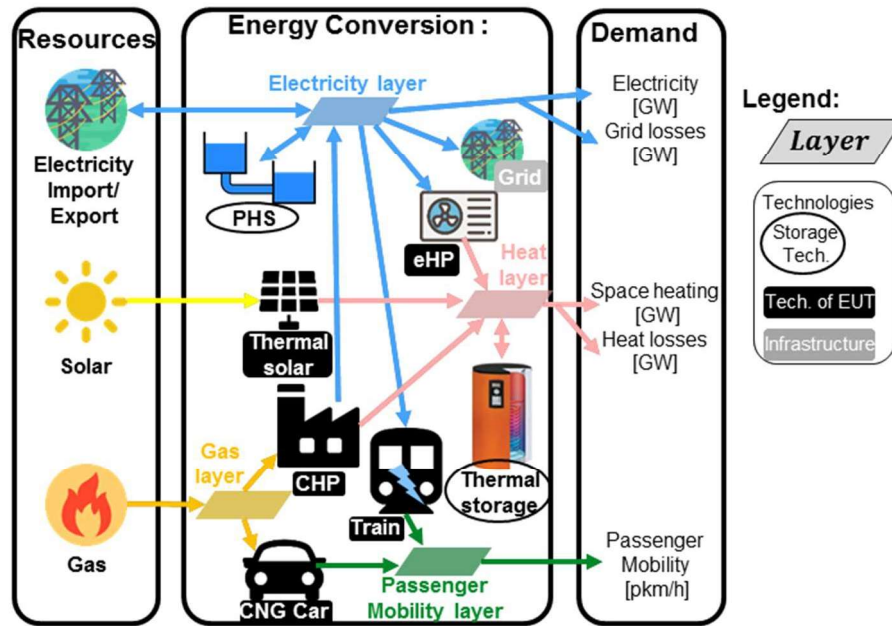 Resources
Energy Conversion :
Demand
Electricity layer
Electricity
[GW]
Grid losses
[GW]
Legend:
Layer
Electricity
Import/
Export
PHS
Grid
eHP
Technologies
Storage
Tech.
Heat
layer
Space heating
[GW]
Heat losses
[GW]
Tech. of EUT
Infrastructure
Solar
Thermal
solar
Gas
layer
CHP
Thermal
storage
Train
Gas
CNG Car
Passenger
Mobility layer
Passenger
Mobility
[pkm/h]